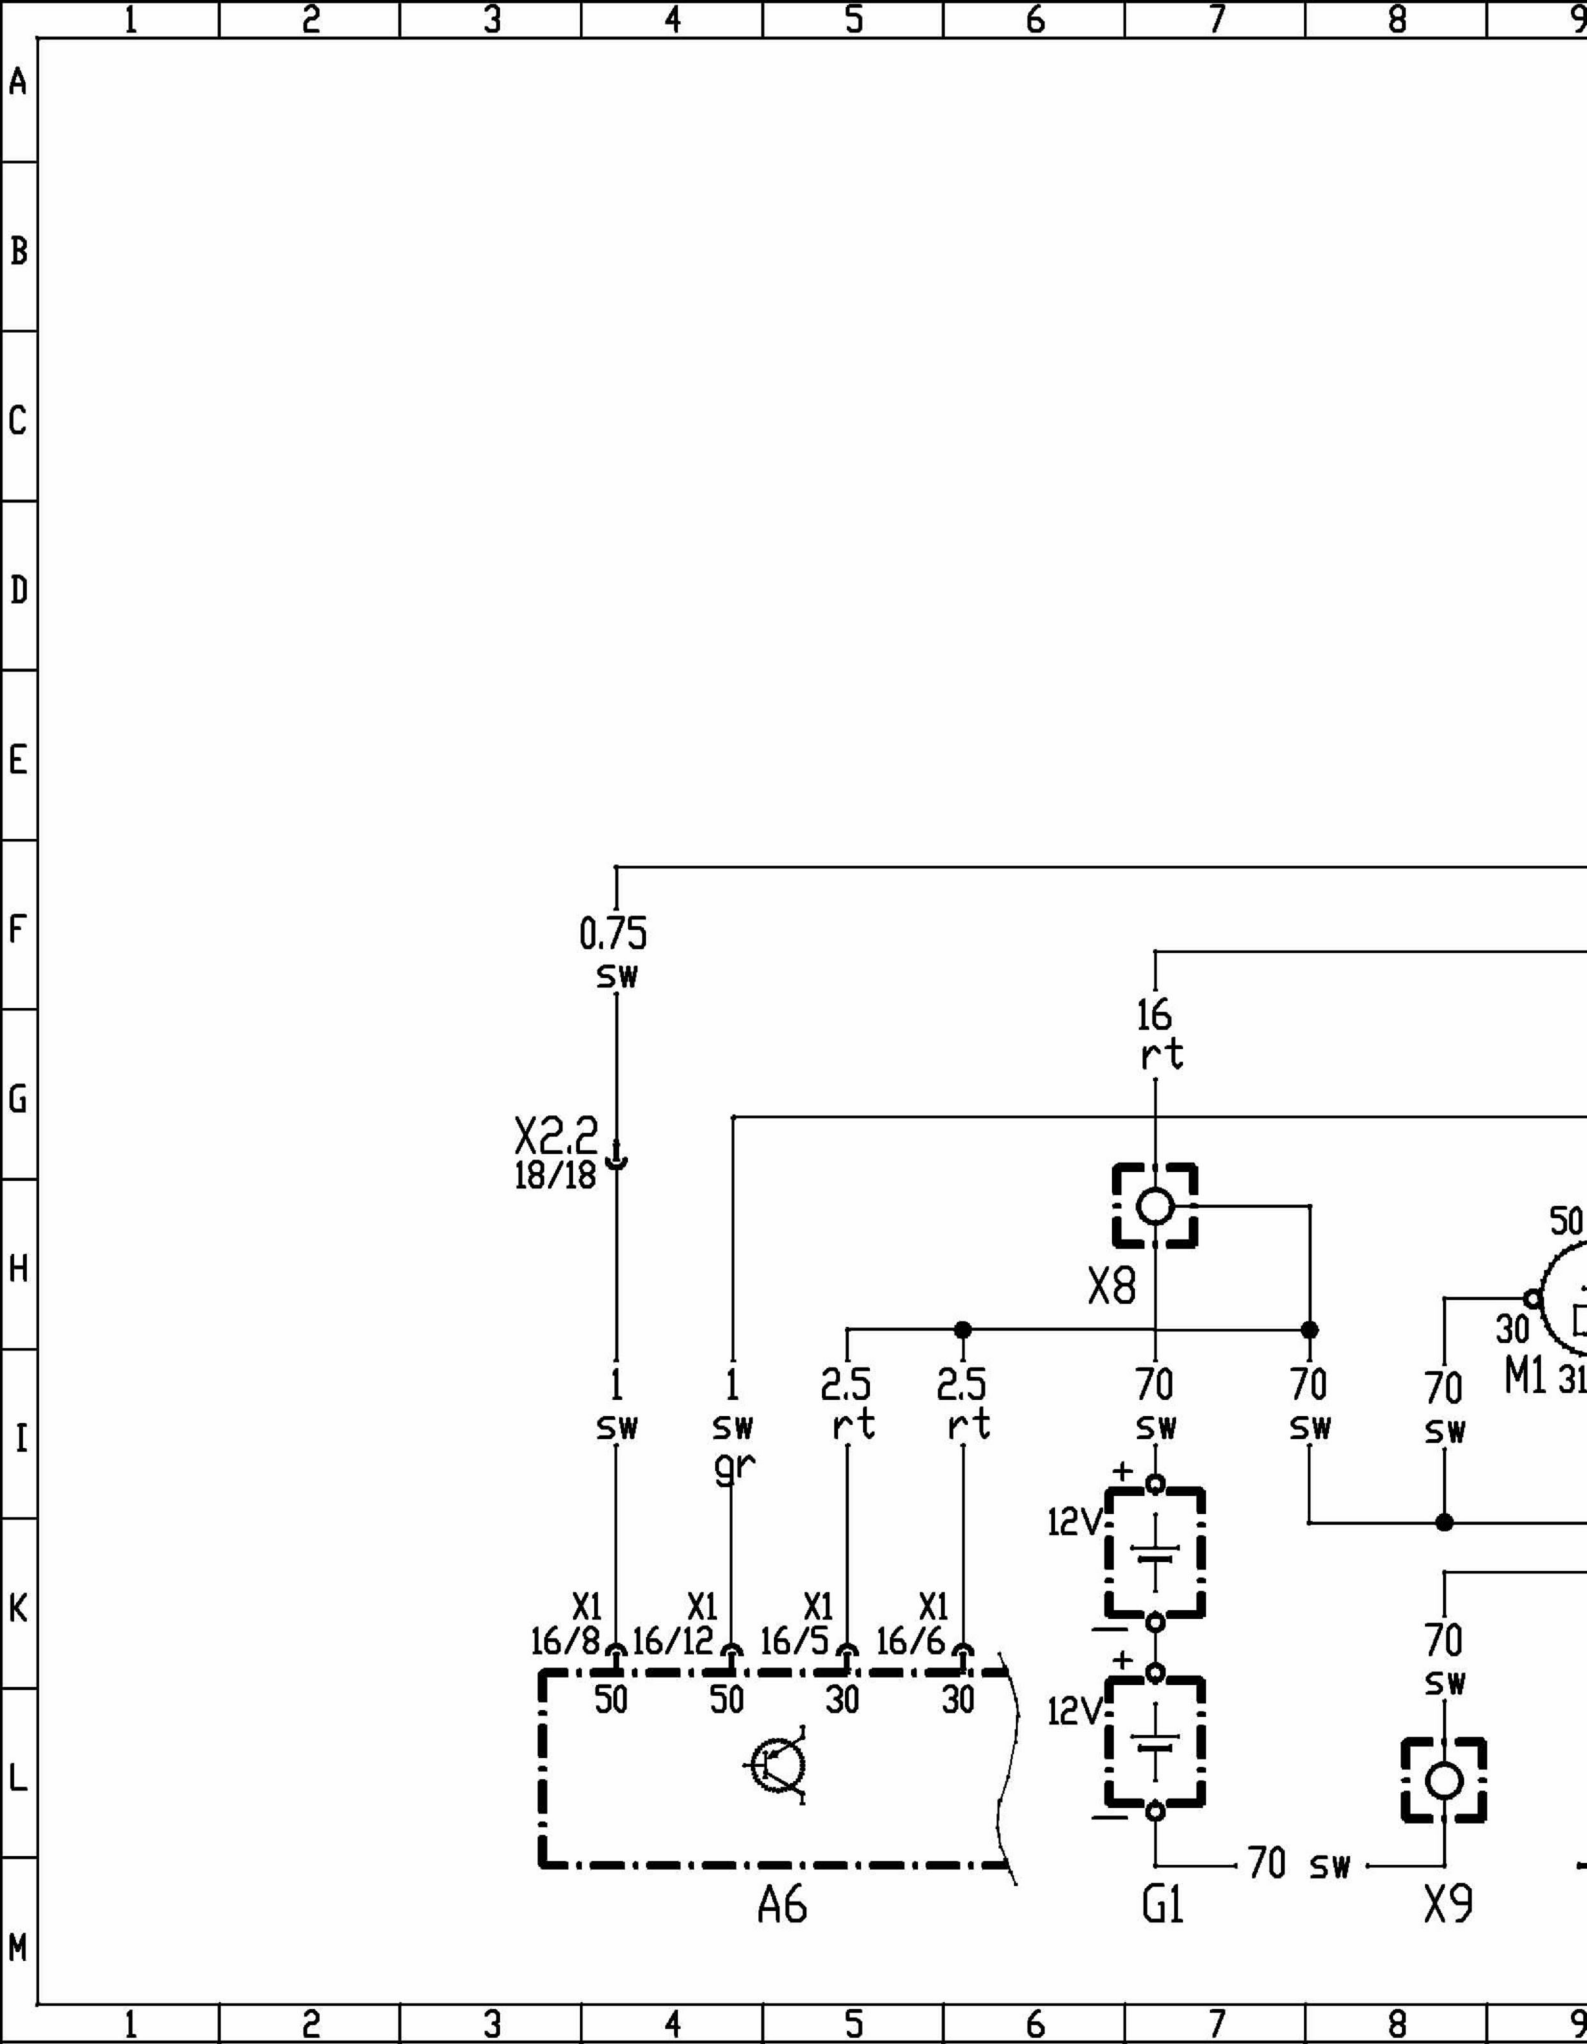 1 2 3 4 5 6 7 8 9
A
B
C
D
E
F
0.75
sw
16
rt
G
X2.2
18/18
50
H
X8
30
M1 31
1 1 2.5 2.5 70 70 70
I
sw sw rt rt sw sw sw
gr
+
12V
K
X1 X1 X1 X1
16/8 16/12 16/5 16/6
–
70
sw
+
50 50 30 30
12V
L
–
70 sw
A6 G1 X9
M
1 2 3 4 5 6 7 8 9